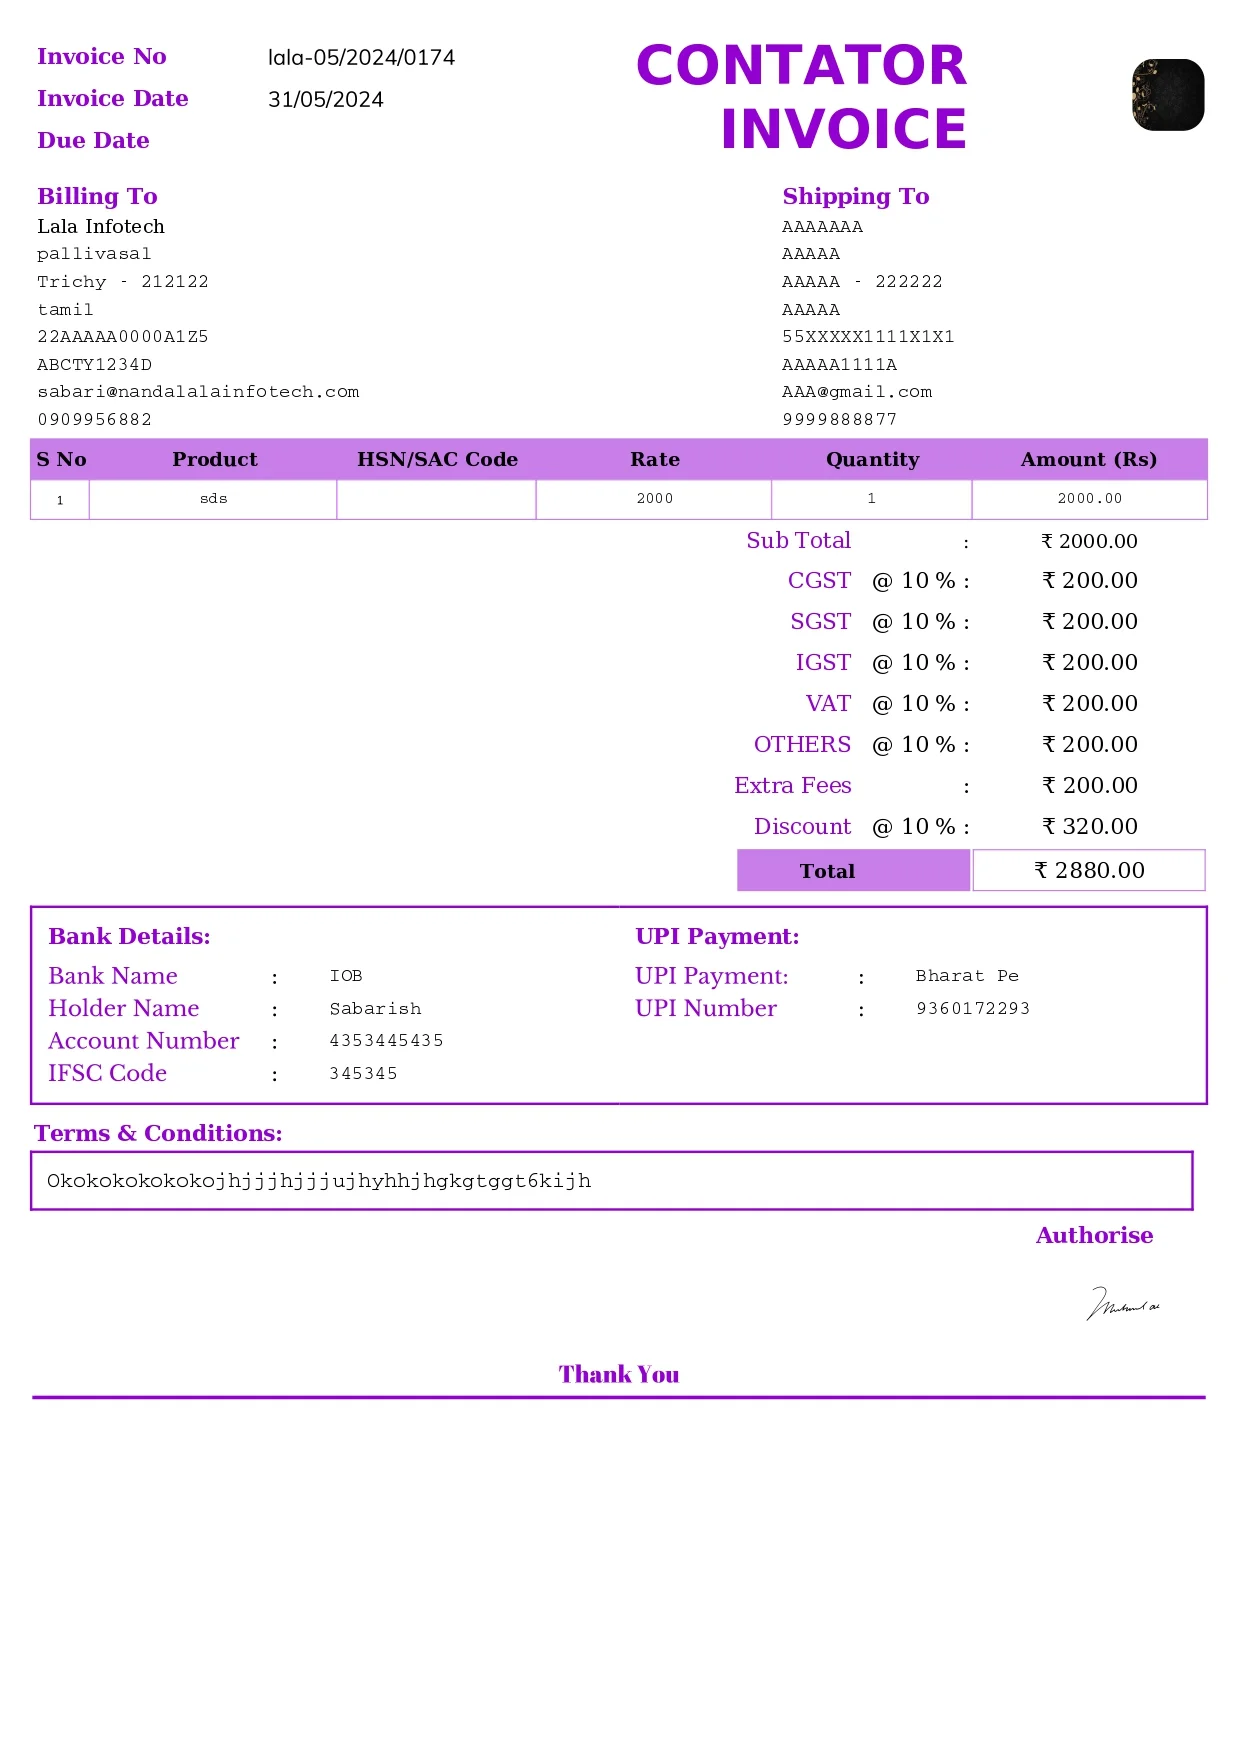 Invoice No lala-05/2024/0174
Invoice Date 31/05/2024
Due Date
CONTATOR
INVOICE
Billing To
Lala Infotech
pallivasal
Trichy - 212122
tamil
22AAAAA0000A1Z5
ABCTY1234D
sabari@nandalalainfotech.com
0909956882
Shipping To
AAAAAAA
AAAAA
AAAAA - 222222
AAAAA
55XXXXX1111X1X1
AAAAA1111A
AAA@gmail.com
9999888877
S No Product HSN/SAC Code Rate Quantity Amount (Rs)
1 sds 2000 1 2000.00
Sub Total : ₹ 2000.00
CGST @ 10 % : ₹ 200.00
SGST @ 10 % : ₹ 200.00
IGST @ 10 % : ₹ 200.00
VAT @ 10 % : ₹ 200.00
OTHERS @ 10 % : ₹ 200.00
Extra Fees : ₹ 200.00
Discount @ 10 % : ₹ 320.00
Total ₹ 2880.00
Bank Details:
Bank Name : IOB
Holder Name : Sabarish
Account Number : 4353445435
IFSC Code : 345345
UPI Payment:
UPI Payment: : Bharat Pe
UPI Number : 9360172293
Terms & Conditions:
Okokokokokokojhjjjhjjjujhyhhjhgkgtggt6kijh
Authorise
Thank You